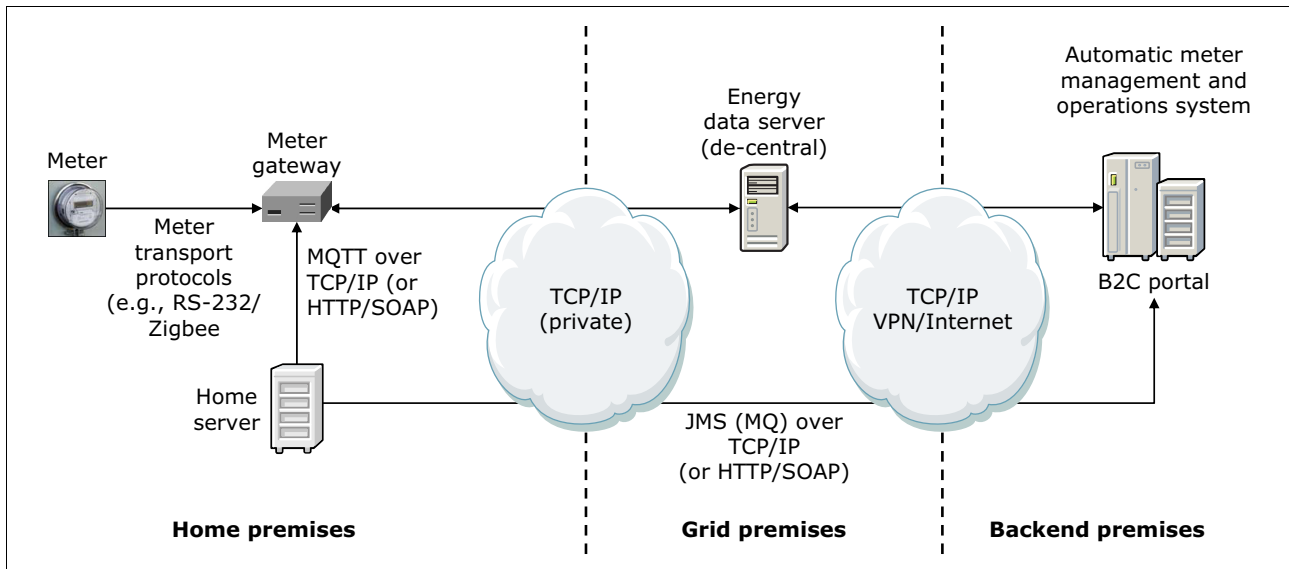 Automatic meter
management and
operations system
Energy
data server
(de-central)
Meter
gateway
Meter
Meter
transport
protocols
(e.g., RS-232/
Zigbee
MQTT over
TCP/IP (or
HTTP/SOAP)
TCP/IP
(private)
TCP/IP
VPN/Internet
B2C portal
Home
server
JMS (MQ) over
TCP/IP
(or HTTP/SOAP)
Home premises
Grid premises
Backend premises